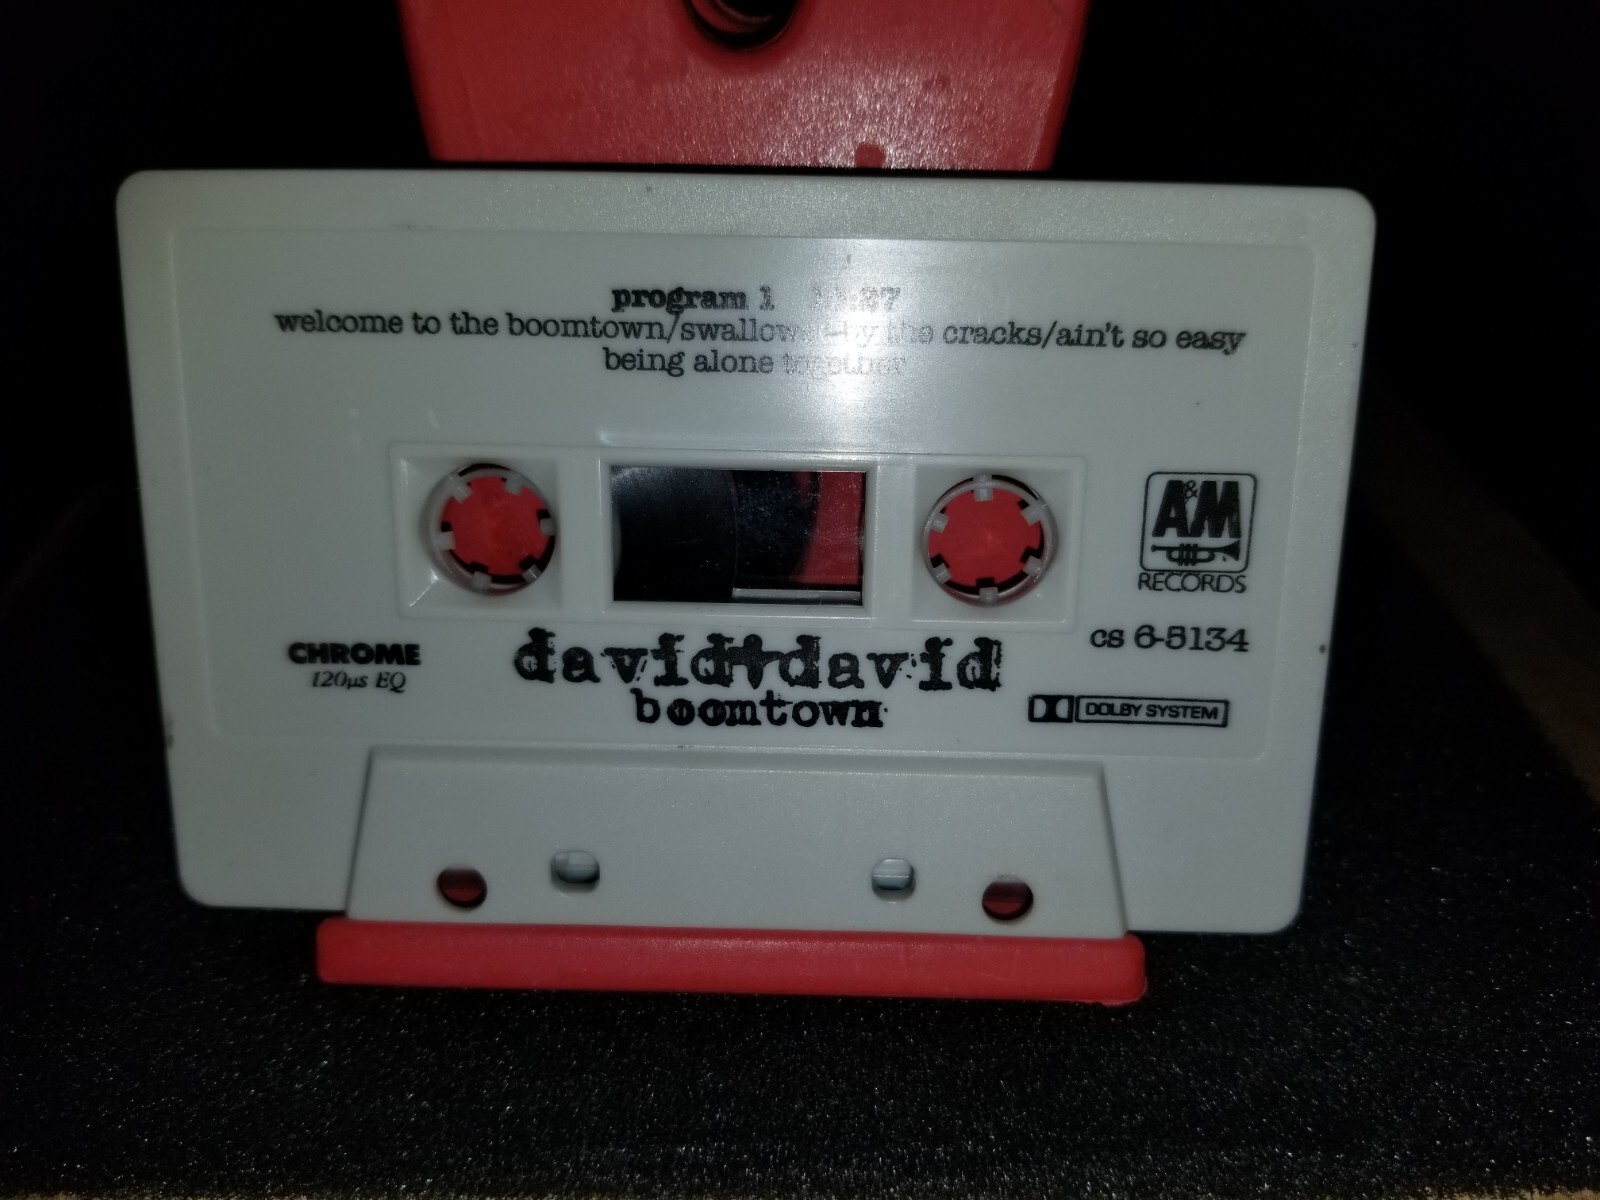 program 1
welcome to the boomtown/swallowed by the cracks/ain't so easy
being alone together
A&M
RECORDS
cs 6-5134
CHROME
120µs EQ
david+david
boomtown
DOLBY SYSTEM